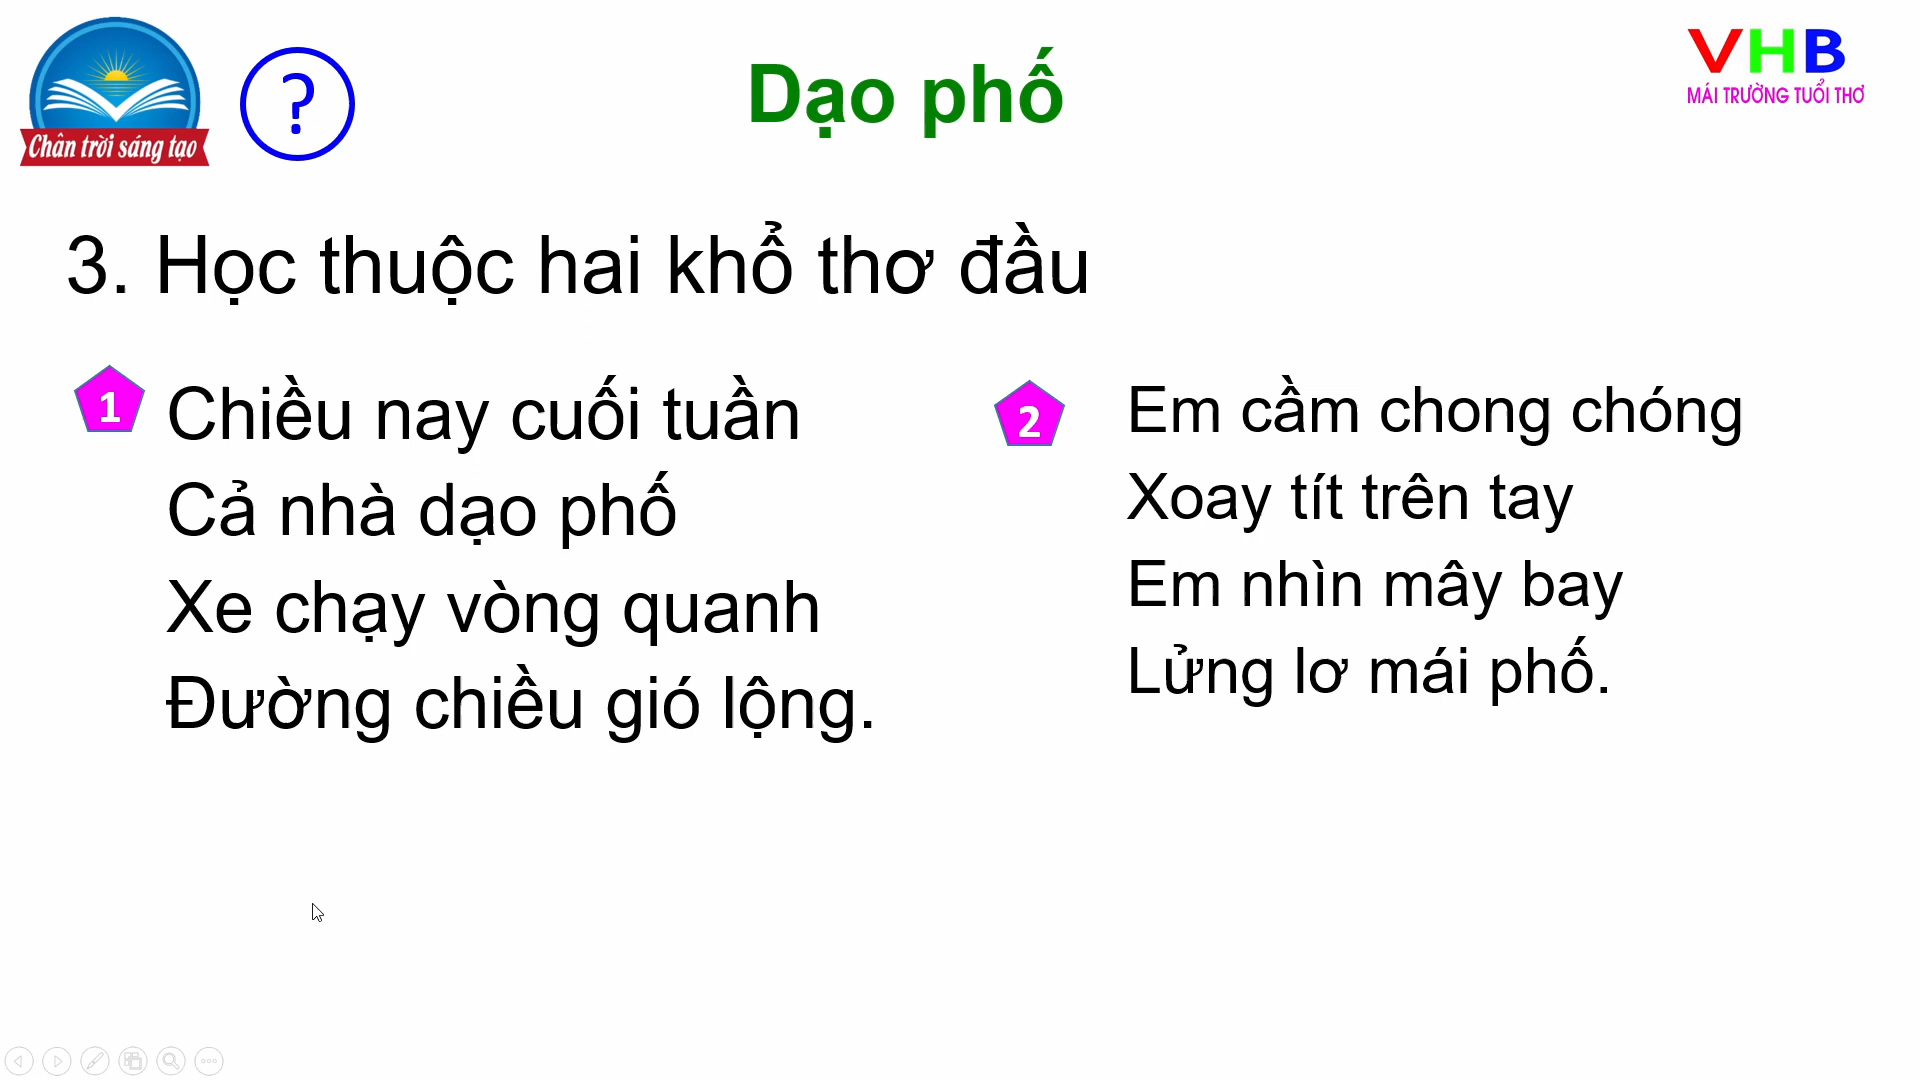 Chân trời sáng tạo
?
Dạo phố
VHB
MÁI TRƯỜNG TUỔI THƠ
3. Học thuộc hai khổ thơ đầu
1
Chiều nay cuối tuần
Cả nhà dạo phố
Xe chạy vòng quanh
Đường chiều gió lộng.
2
Em cầm chong chóng
Xoay tít trên tay
Em nhìn mây bay
Lửng lơ mái phố.